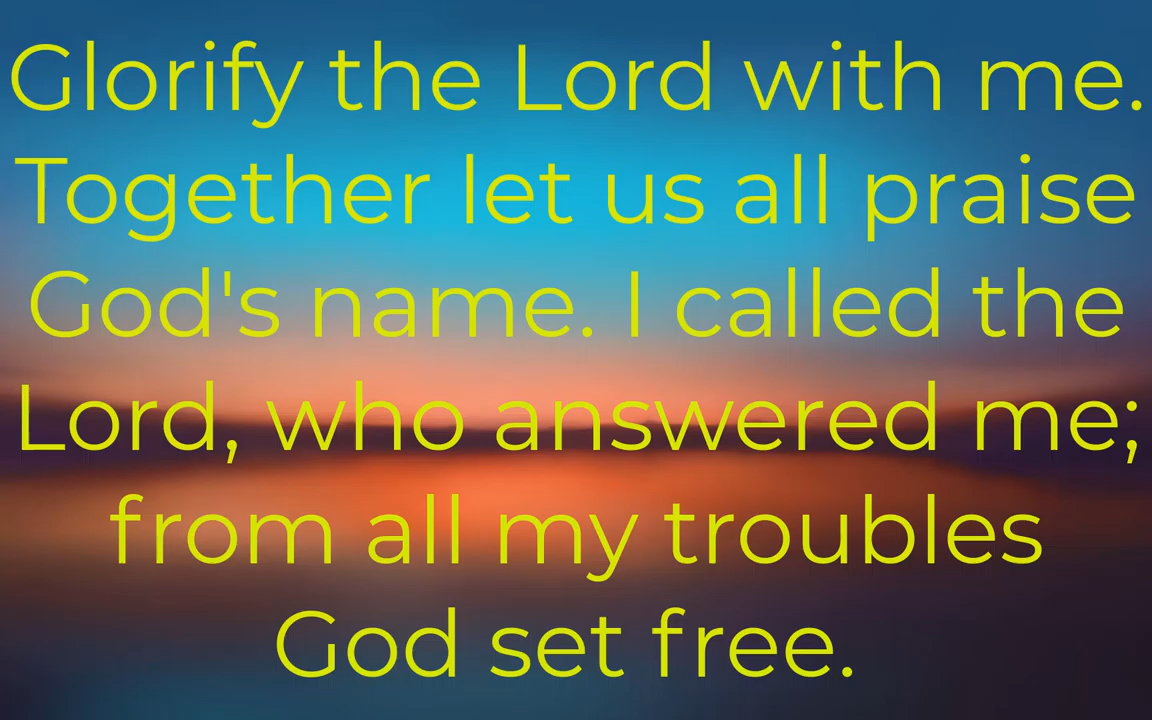 Glorify the Lord with me.
Together let us all praise
God's name. I called the
Lord, who answered me;
from all my troubles
God set free.